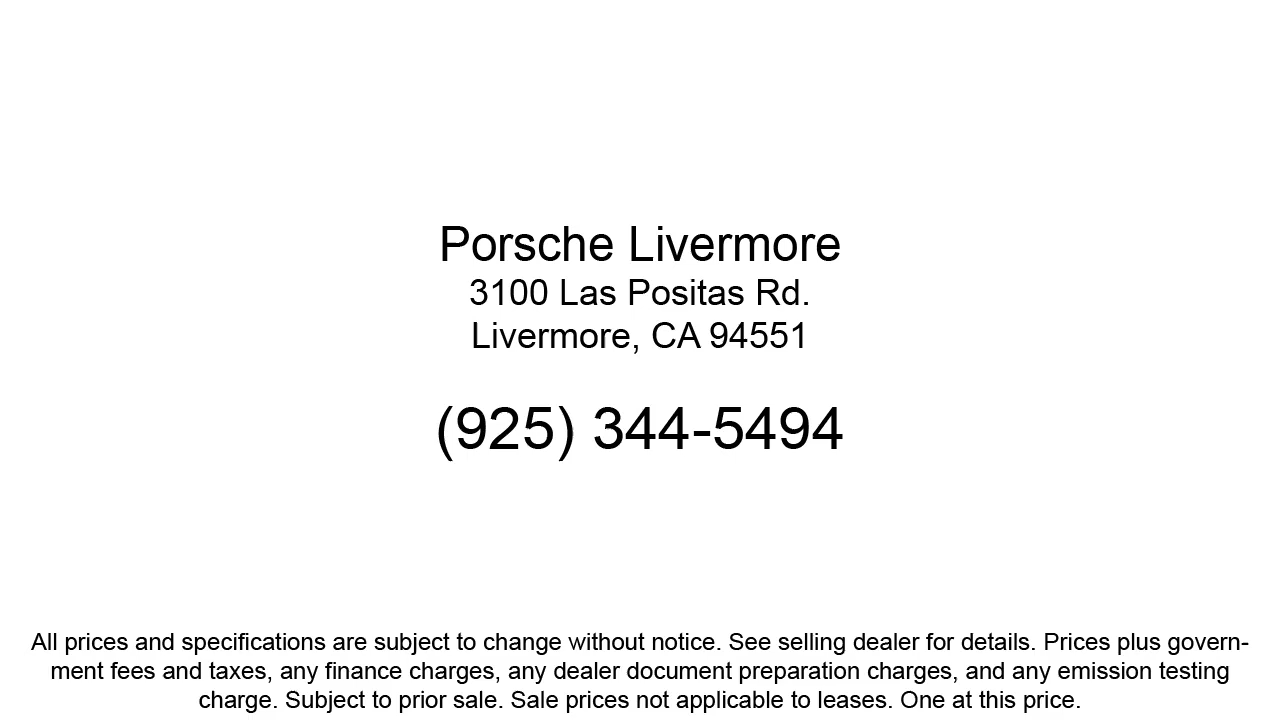 Porsche Livermore
3100 Las Positas Rd.
Livermore, CA 94551
(925) 344-5494
All prices and specifications are subject to change without notice. See selling dealer for details. Prices plus govern-
ment fees and taxes, any finance charges, any dealer document preparation charges, and any emission testing
charge. Subject to prior sale. Sale prices not applicable to leases. One at this price.